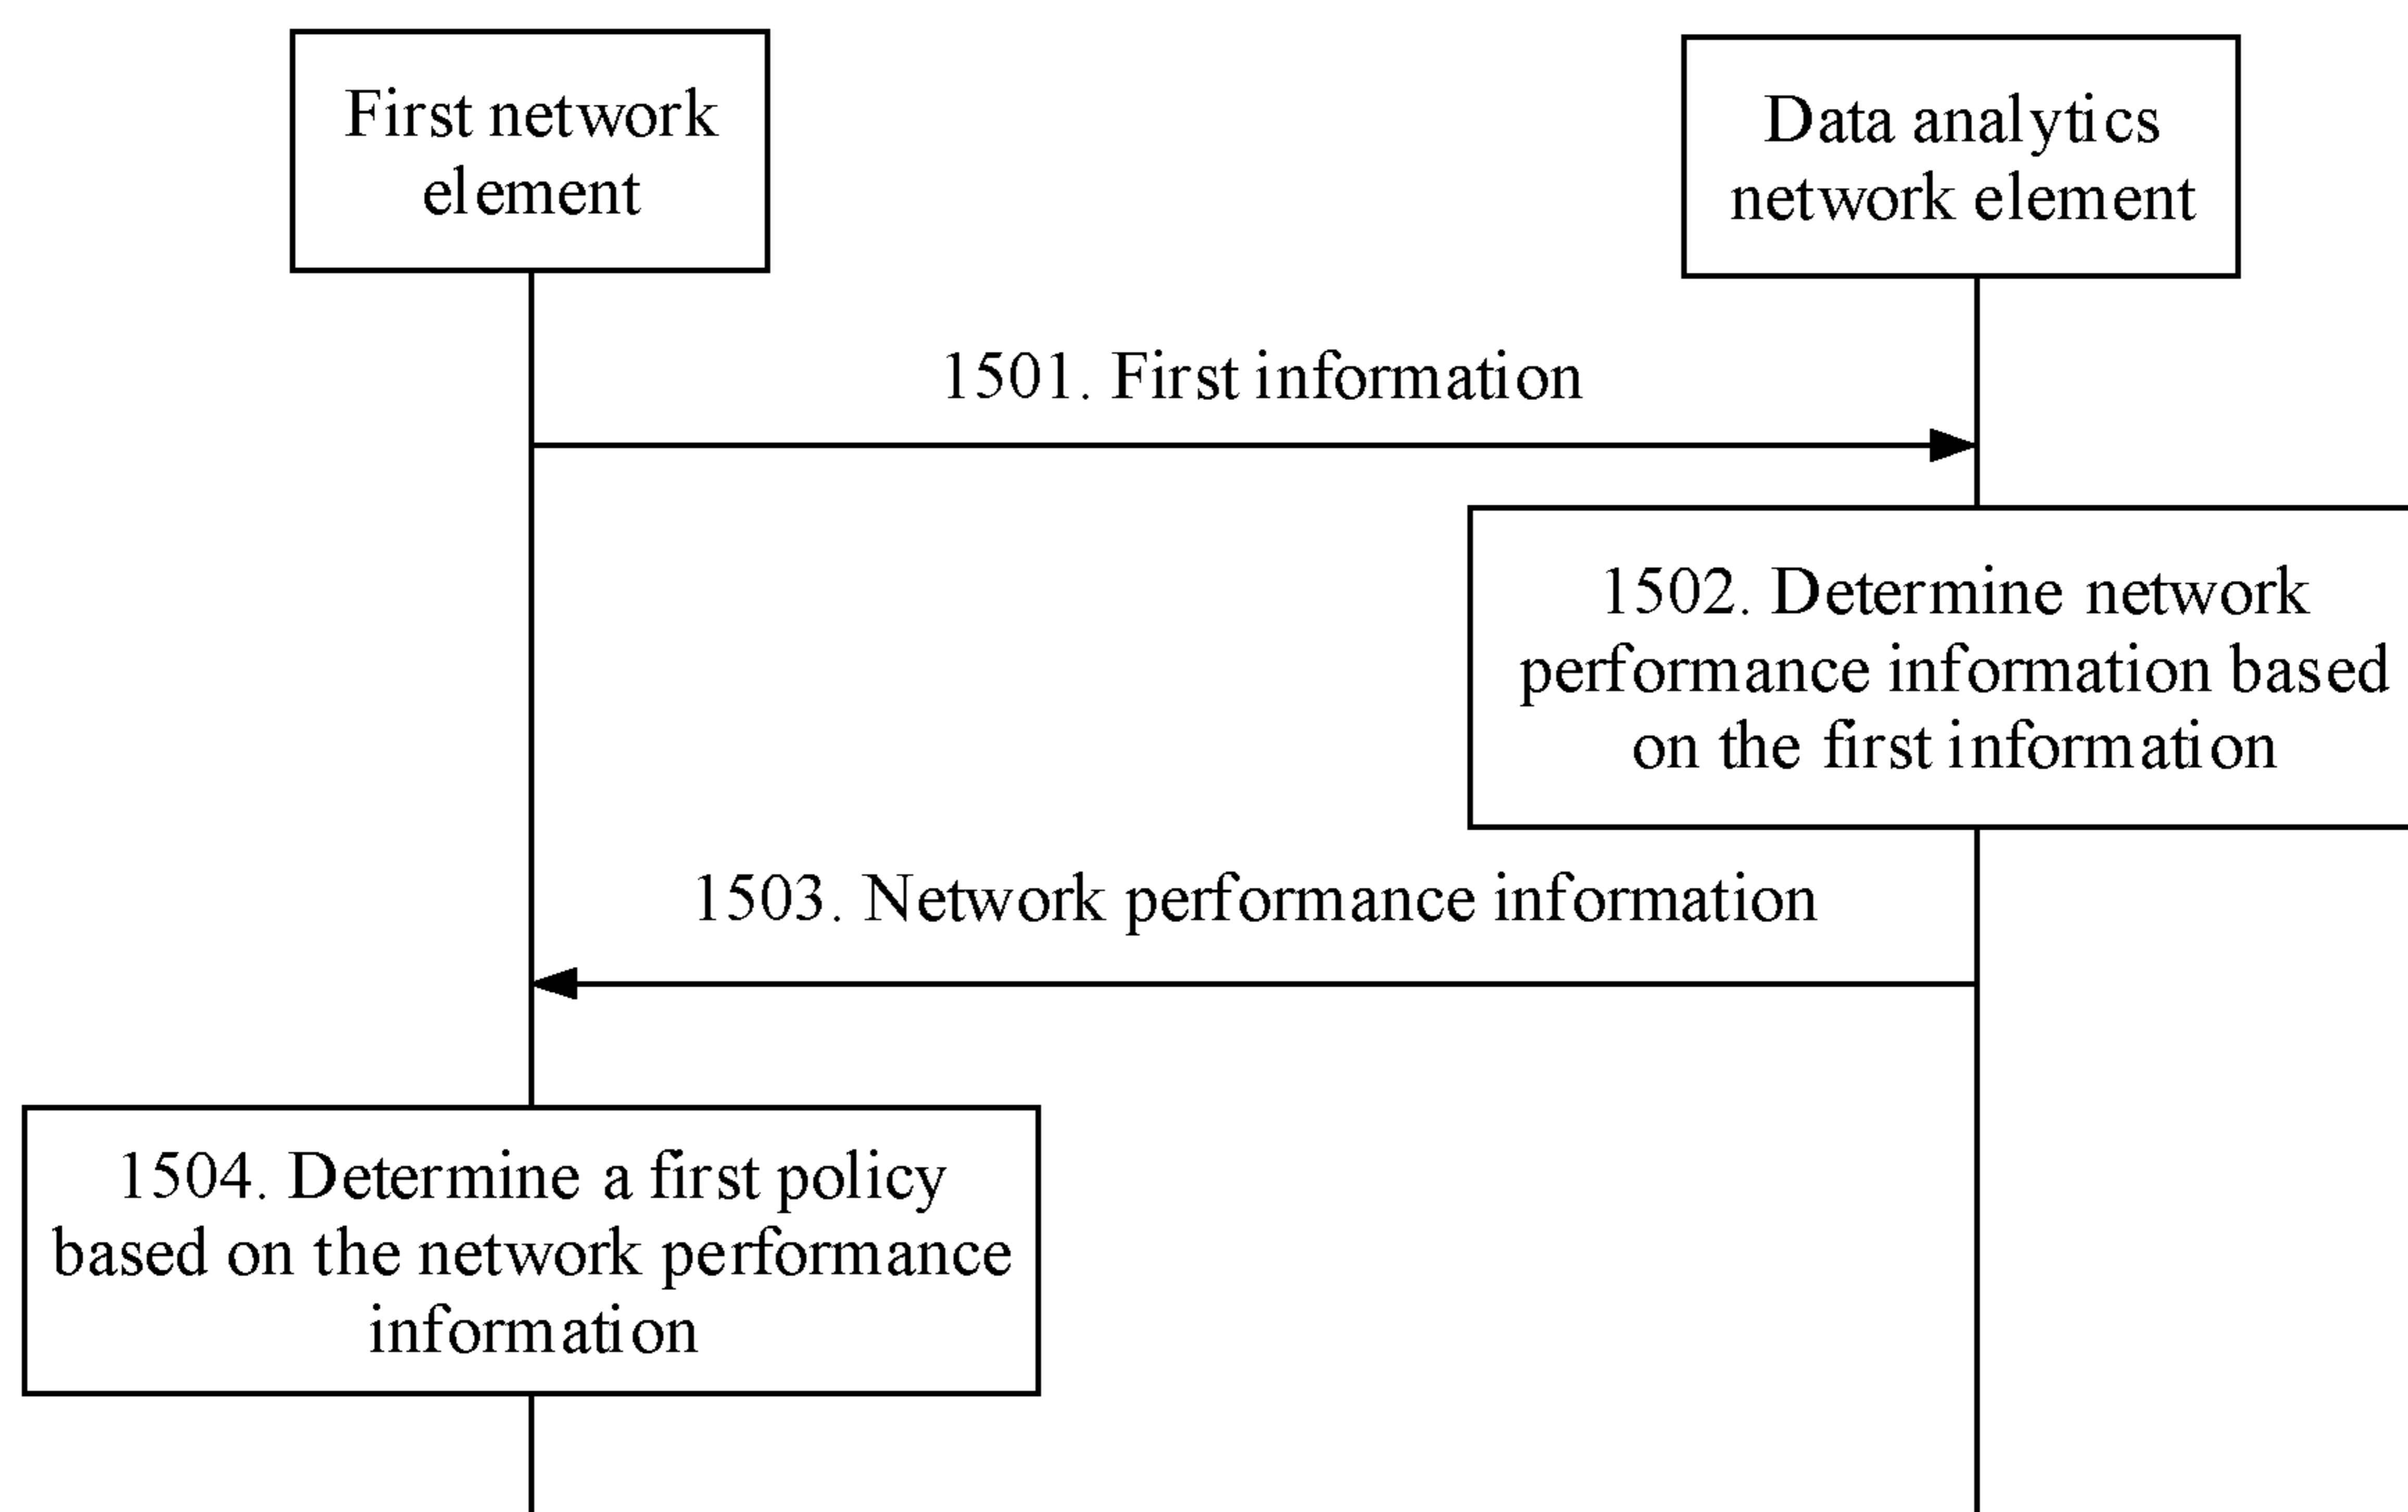 First network
element
Data analytics
network element
1501. First information
1502. Determine network
performance information based
on the first information
1503. Network performance information
1504. Determine a first policy
based on the network performance
information